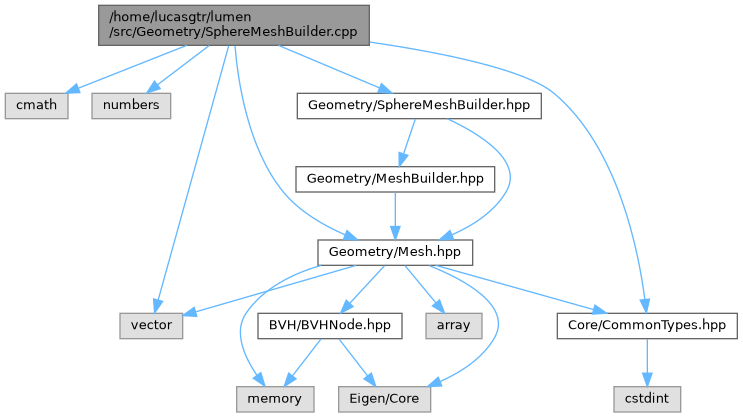 /home/lucasgtr/lumen
/src/Geometry/SphereMeshBuilder.cpp
cmath
numbers
Geometry/SphereMeshBuilder.hpp
Geometry/MeshBuilder.hpp
Geometry/Mesh.hpp
vector
BVH/BVHNode.hpp
array
Core/CommonTypes.hpp
memory
Eigen/Core
cstdint